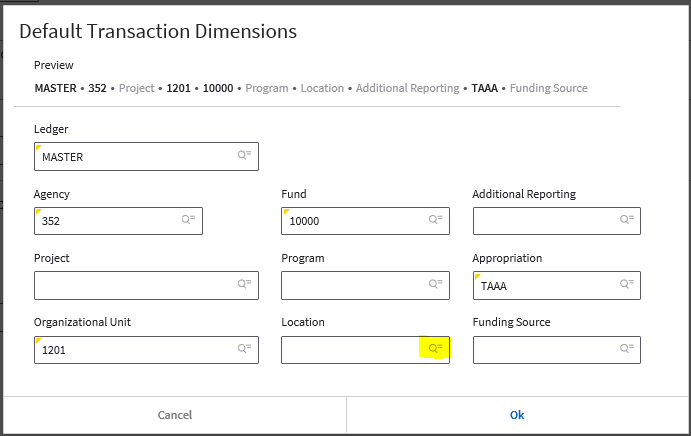 Default Transaction Dimensions
Preview
MASTER • 352 • Project • 1201 • 10000 • Program • Location • Additional Reporting • TAAA • Funding Source
Ledger
MASTER
Agency Fund Additional Reporting
352 10000
Project Program Appropriation
TAAA
Organizational Unit Location Funding Source
1201
Cancel Ok